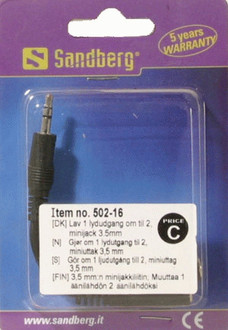 Sandberg®
5 years
WARRANTY
Item no. 502-16
[DK] Lav 1 lydudgang om til 2,
minijack 3.5mm
[N] Gjør om 1 lydutgang til 2,
miniuttak 3,5 mm
[S] Gör om 1 ljudutgång till 2, miniuttag
3,5 mm
[FIN] 3,5 mm:n minijakkiliitin. Muuttaa 1
äänilähdön 2 äänilähdöksi
PRICE
C
www.sandberg.it